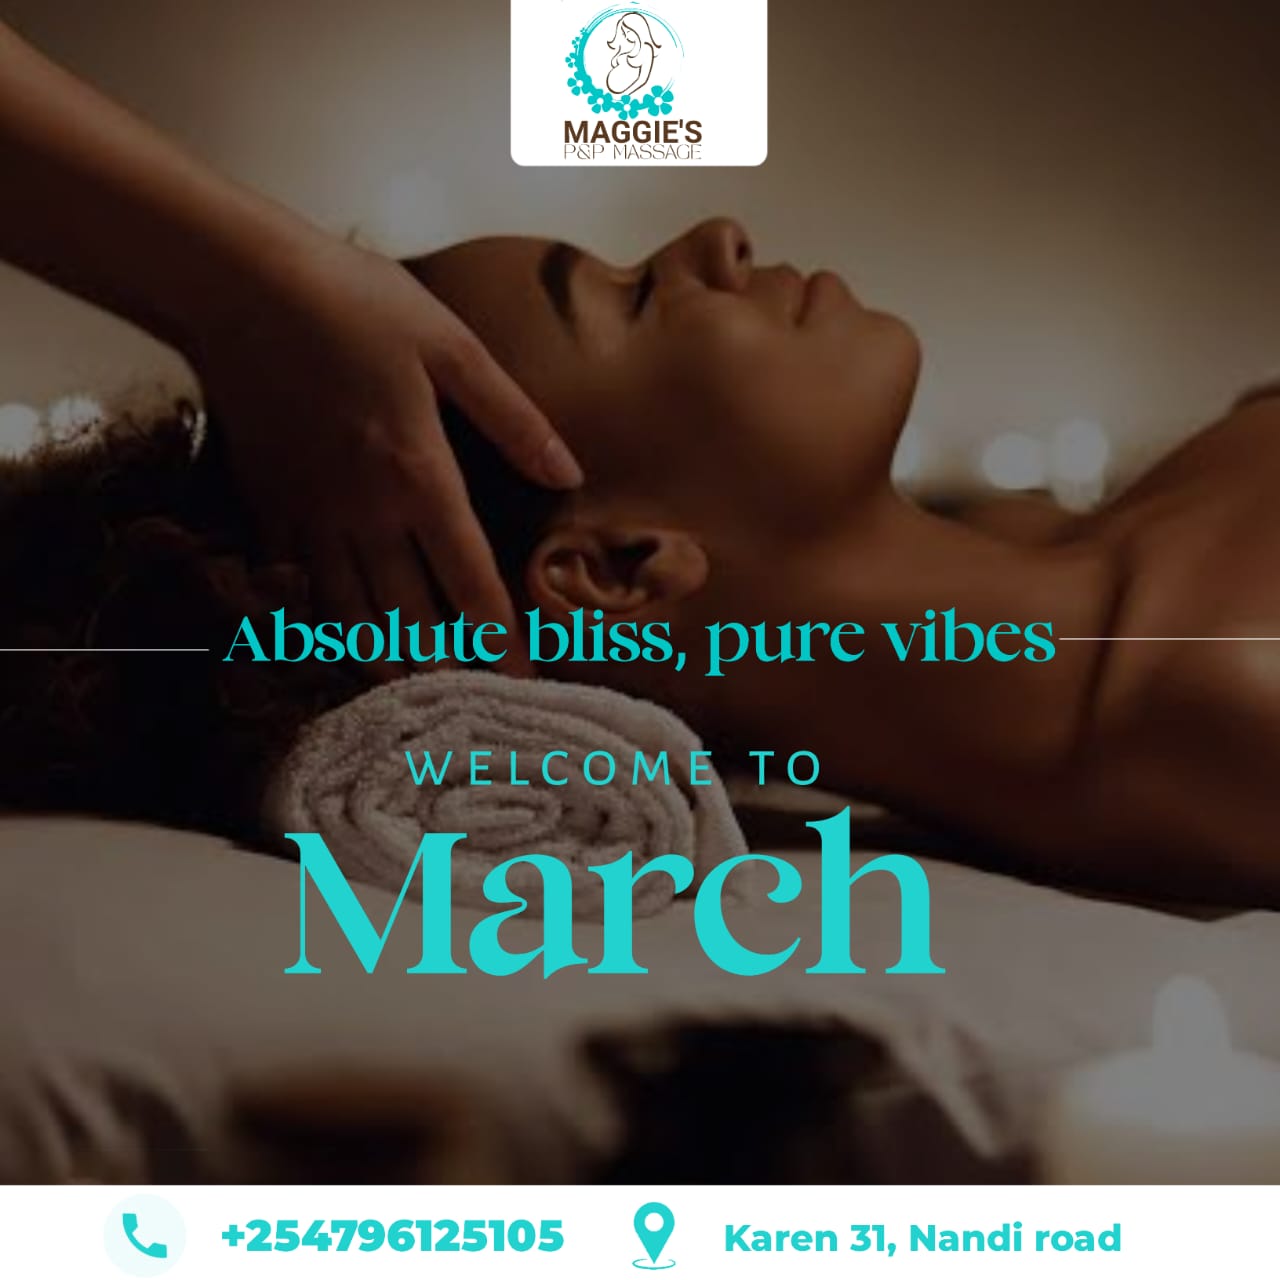 MAGGIE'S
P&P MASSAGE
Absolute bliss, pure vibes
WELCOME TO
March
+254796125105
Karen 31, Nandi road